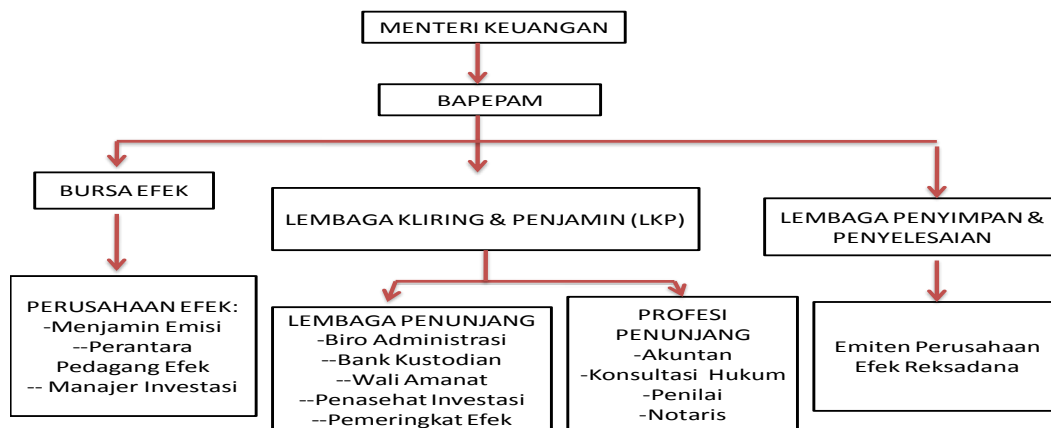 MENTERI KEUANGAN
BAPEPAM
BURSA EFEK
LEMBAGA KLIRING & PENJAMIN (LKP)
LEMBAGA PENYIMPAN &
PENYELESAIAN
PERUSAHAAN EFEK:
-Menjamin Emisi
--Perantara
Pedagang Efek
-- Manajer Investasi
LEMBAGA PENUNJANG
-Biro Administrasi
--Bank Kustodian
--Wali Amanat
--Penasehat Investasi
--Pemeringkat Efek
PROFESI
PENUNJANG
-Akuntan
-Konsultasi Hukum
-Penilai
-Notaris
Emiten Perusahaan
Efek Reksadana